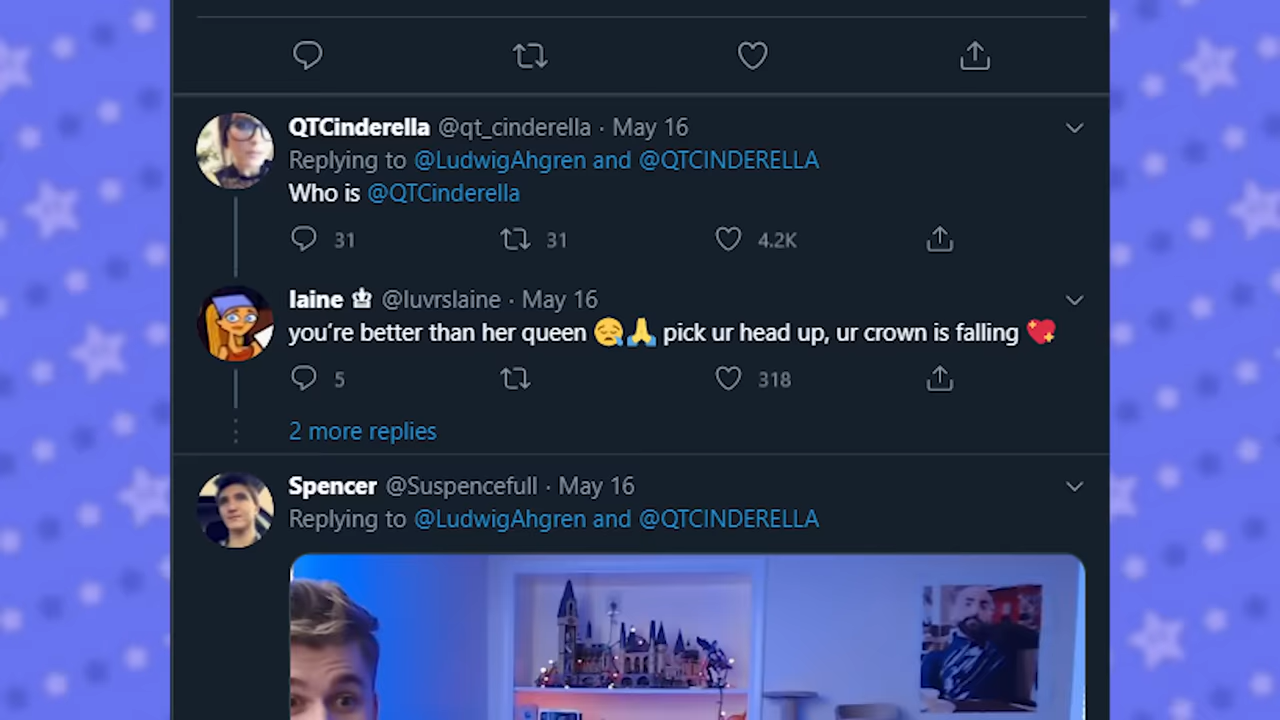 QTCinderella @qt_cinderella · May 16
Replying to @LudwigAhgren and @QTCINDERELLA
Who is @QTCinderella
31 31 4.2K
laine ♔ @luvrslaine · May 16
you're better than her queen 😪🙏 pick ur head up, ur crown is falling 💖
5 318
2 more replies
Spencer @Suspencefull · May 16
Replying to @LudwigAhgren and @QTCINDERELLA